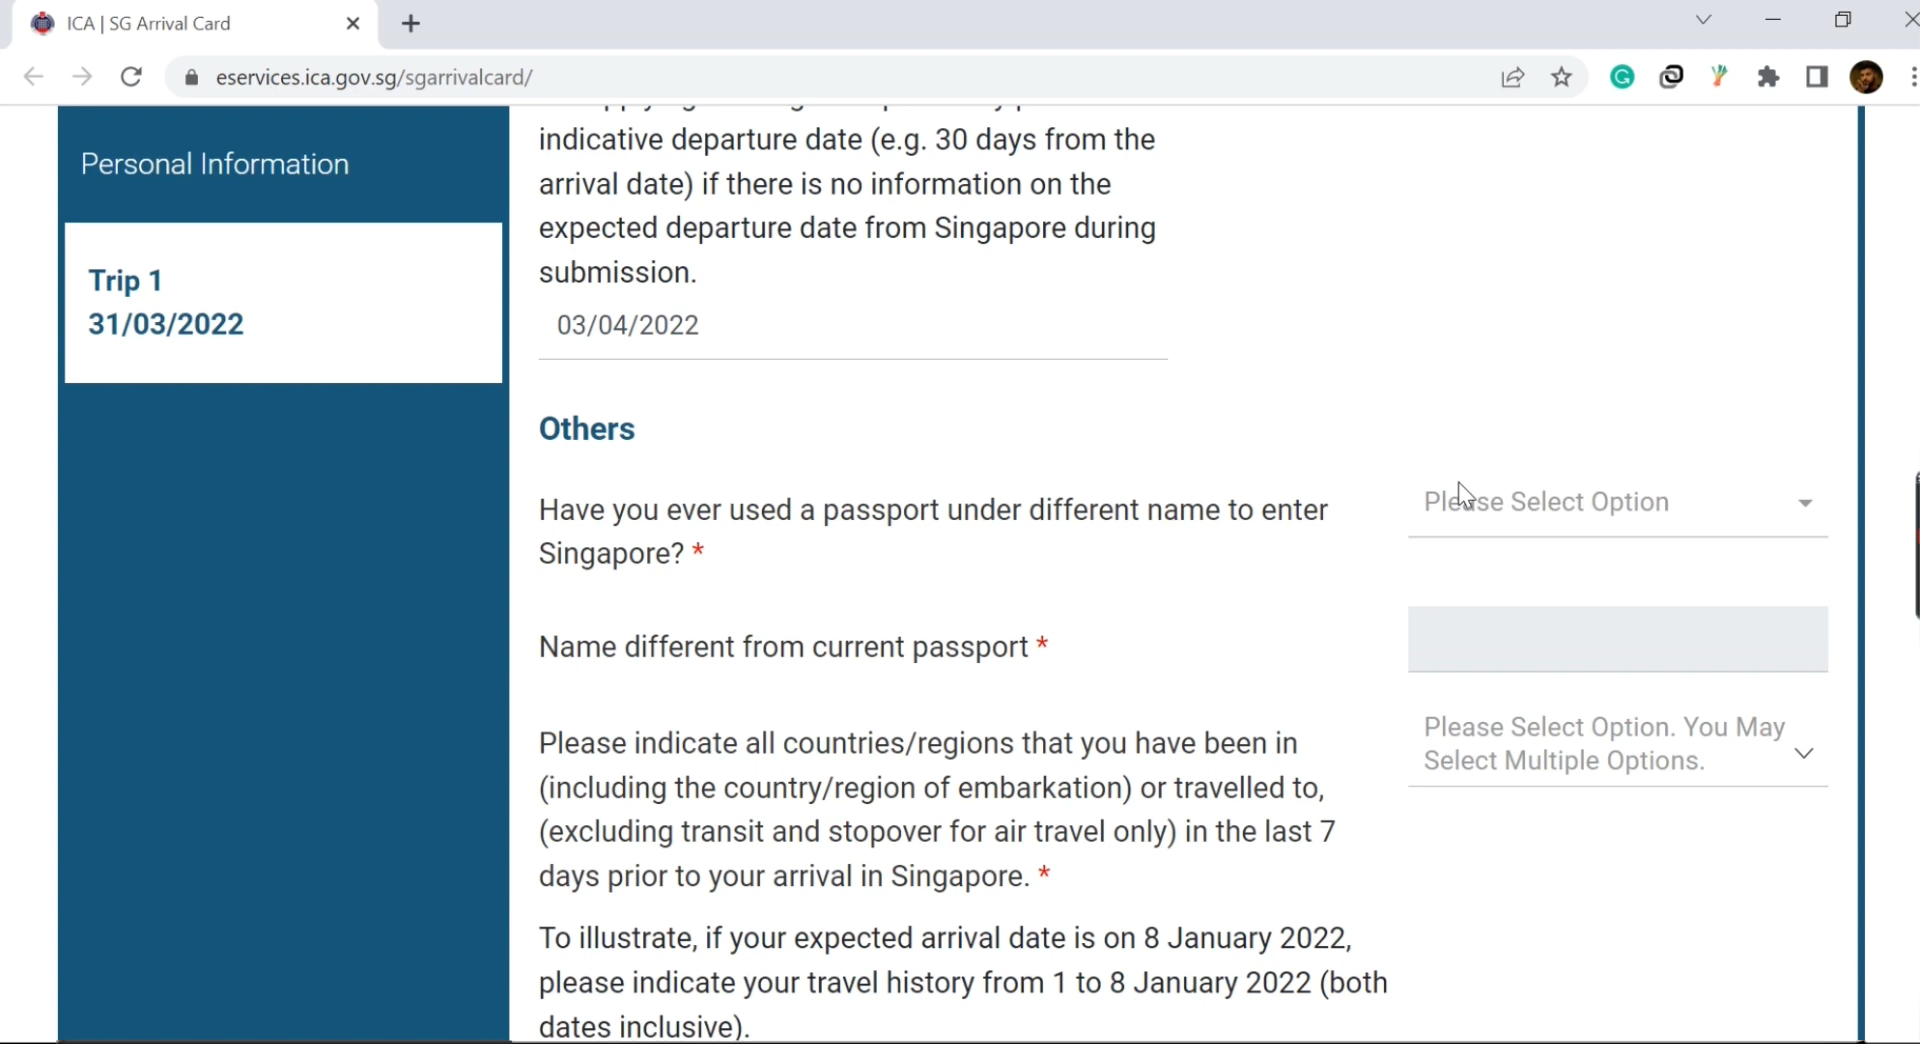 ICA | SG Arrival Card
eservices.ica.gov.sg/sgarrivalcard/
Personal Information
Trip 1
31/03/2022
indicative departure date (e.g. 30 days from the
arrival date) if there is no information on the
expected departure date from Singapore during
submission.
03/04/2022
Others
Have you ever used a passport under different name to enter
Singapore? *
Please Select Option
Name different from current passport *
Please indicate all countries/regions that you have been in
(including the country/region of embarkation) or travelled to,
(excluding transit and stopover for air travel only) in the last 7
days prior to your arrival in Singapore. *
Please Select Option. You May
Select Multiple Options.
To illustrate, if your expected arrival date is on 8 January 2022,
please indicate your travel history from 1 to 8 January 2022 (both
dates inclusive).